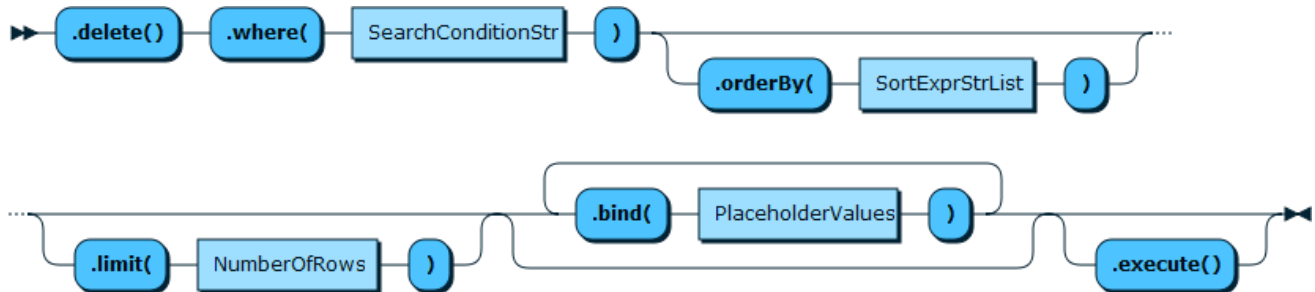 .delete() .where( SearchConditionStr )
.orderBy( SortExprStrList )
.bind( PlaceholderValues )
.limit( NumberOfRows ) .execute()